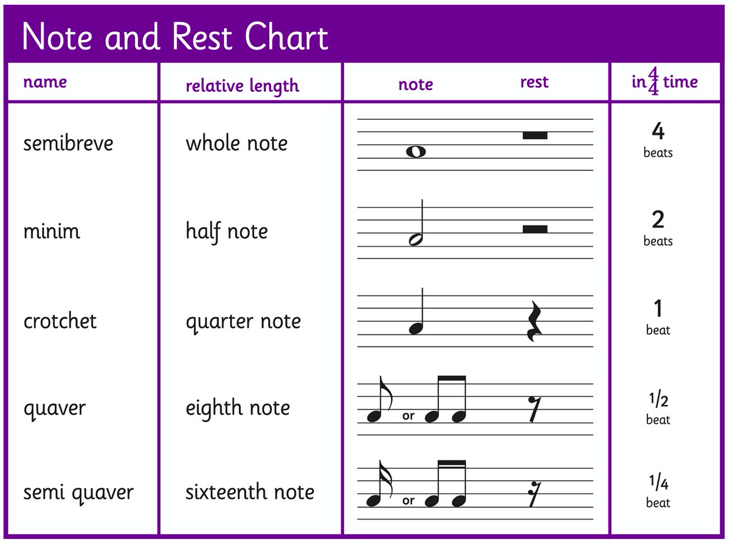 Note and Rest Chart
name relative length note rest in 4/4 time
semibreve whole note 4 beats
minim half note 2 beats
crotchet quarter note 1 beat
quaver eighth note or 1/2 beat
semi quaver sixteenth note or 1/4 beat